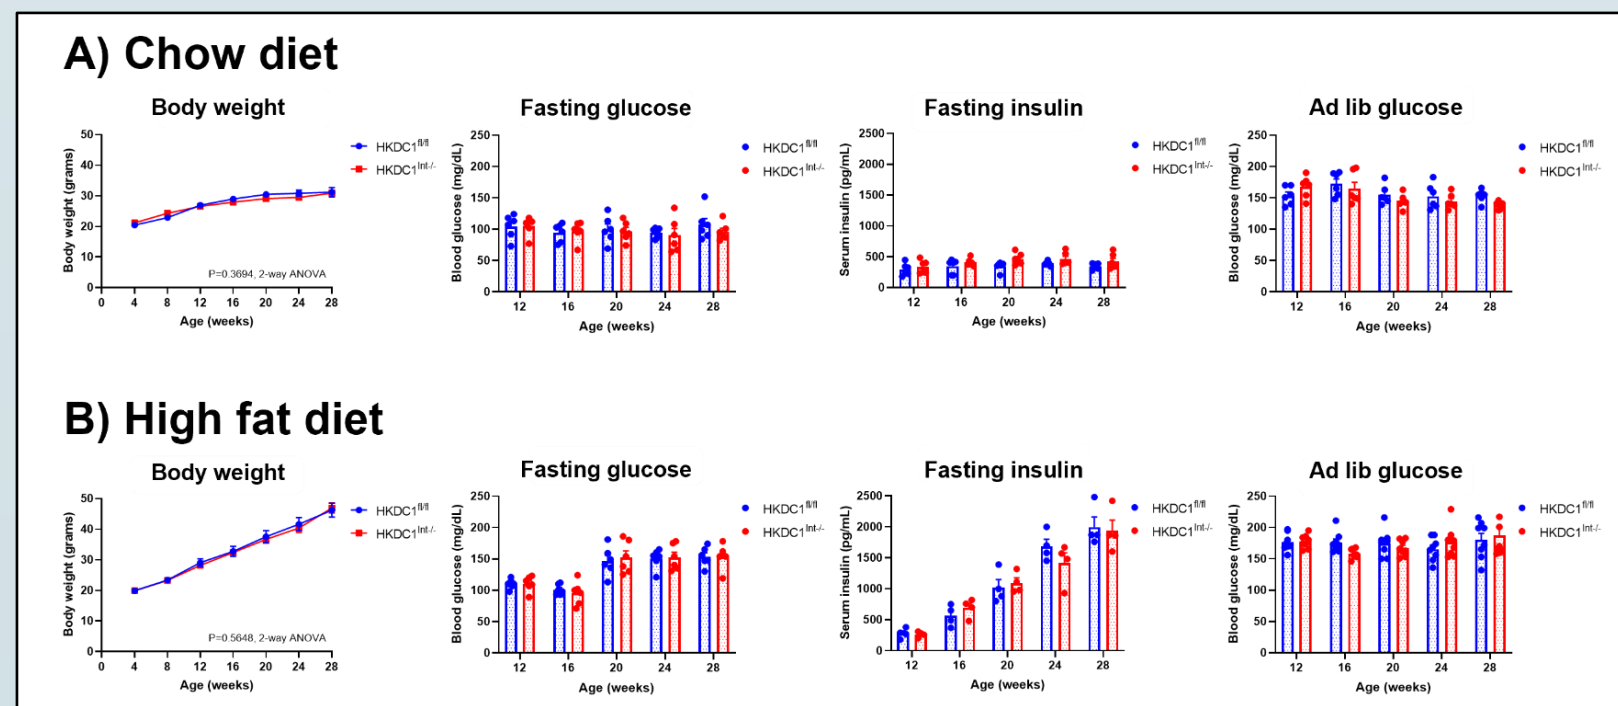 A) Chow diet
Body weight
Body weight (grams)
50
40
30
20
10
0
0 4 8 12 16 20 24 28
Age (weeks)
P=0.3694, 2-way ANOVA
HKDC1fl/fl
HKDC1Int-/-
Fasting glucose
Blood glucose (mg/dL)
250
200
150
100
50
0
12 16 20 24 28
Age (weeks)
HKDC1fl/fl
HKDC1Int-/-
Fasting insulin
Serum insulin (pg/mL)
2500
2000
1500
1000
500
0
12 16 20 24 28
Age (weeks)
HKDC1fl/fl
HKDC1Int-/-
Ad lib glucose
Blood glucose (mg/dL)
250
200
150
100
50
0
12 16 20 24 28
Age (weeks)
HKDC1fl/fl
HKDC1Int-/-
B) High fat diet
Body weight
Body weight (grams)
50
40
30
20
10
0
0 4 8 12 16 20 24 28
Age (weeks)
P=0.5648, 2-way ANOVA
HKDC1fl/fl
HKDC1Int-/-
Fasting glucose
Blood glucose (mg/dL)
250
200
150
100
50
0
12 16 20 24 28
Age (weeks)
HKDC1fl/fl
HKDC1Int-/-
Fasting insulin
Serum insulin (pg/mL)
2500
2000
1500
1000
500
0
12 16 20 24 28
Age (weeks)
HKDC1fl/fl
HKDC1Int-/-
Ad lib glucose
Blood glucose (mg/dL)
250
200
150
100
50
0
12 16 20 24 28
Age (weeks)
HKDC1fl/fl
HKDC1Int-/-